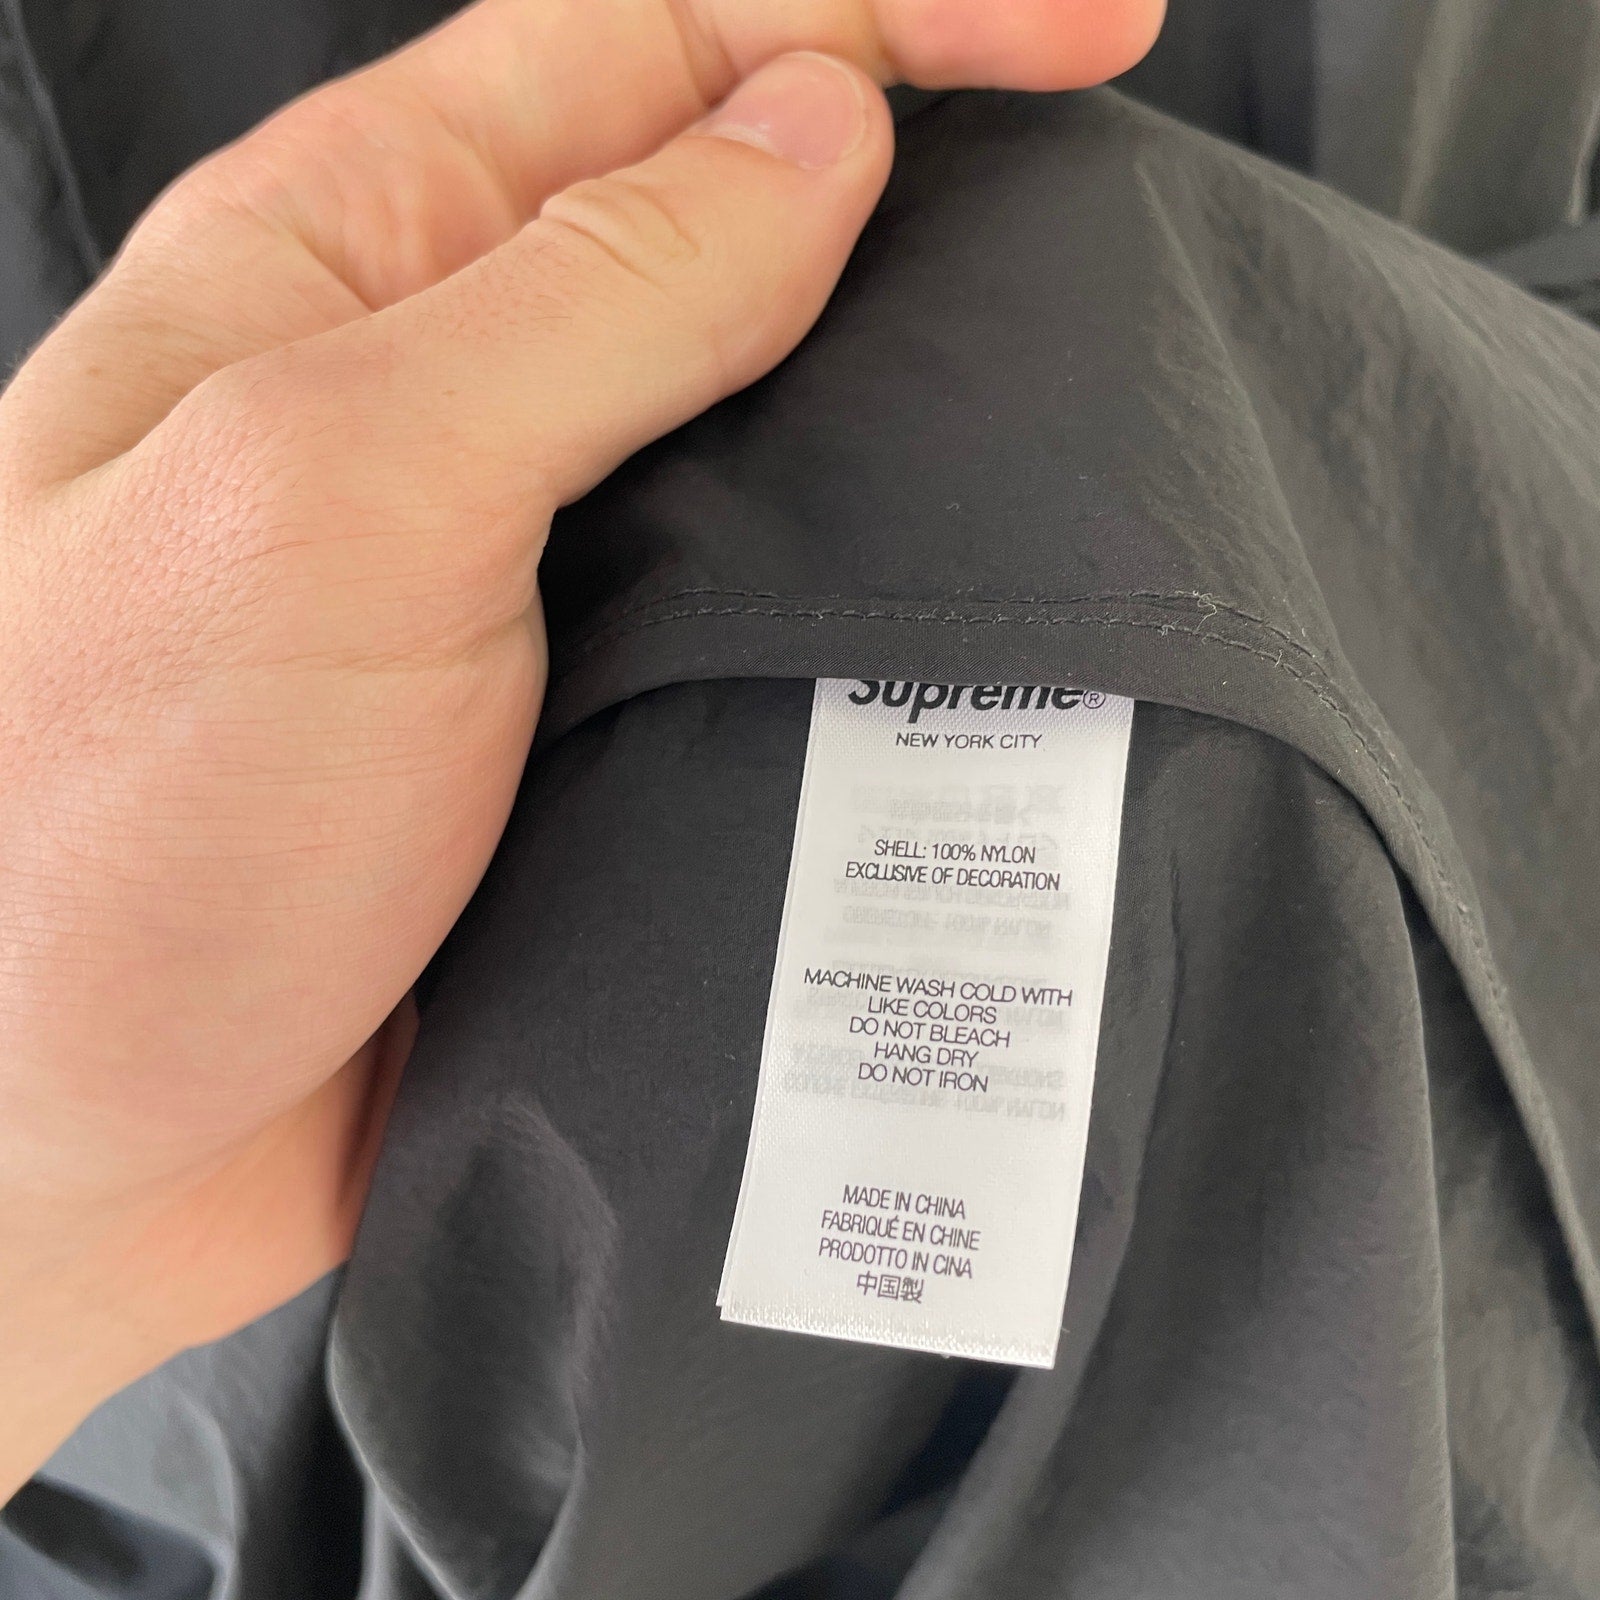 Supreme®
NEW YORK CITY
SHELL: 100% NYLON
EXCLUSIVE OF DECORATION
MACHINE WASH COLD WITH
LIKE COLORS
DO NOT BLEACH
HANG DRY
DO NOT IRON
MADE IN CHINA
FABRIQUÉ EN CHINE
PRODOTTO IN CINA
中国製